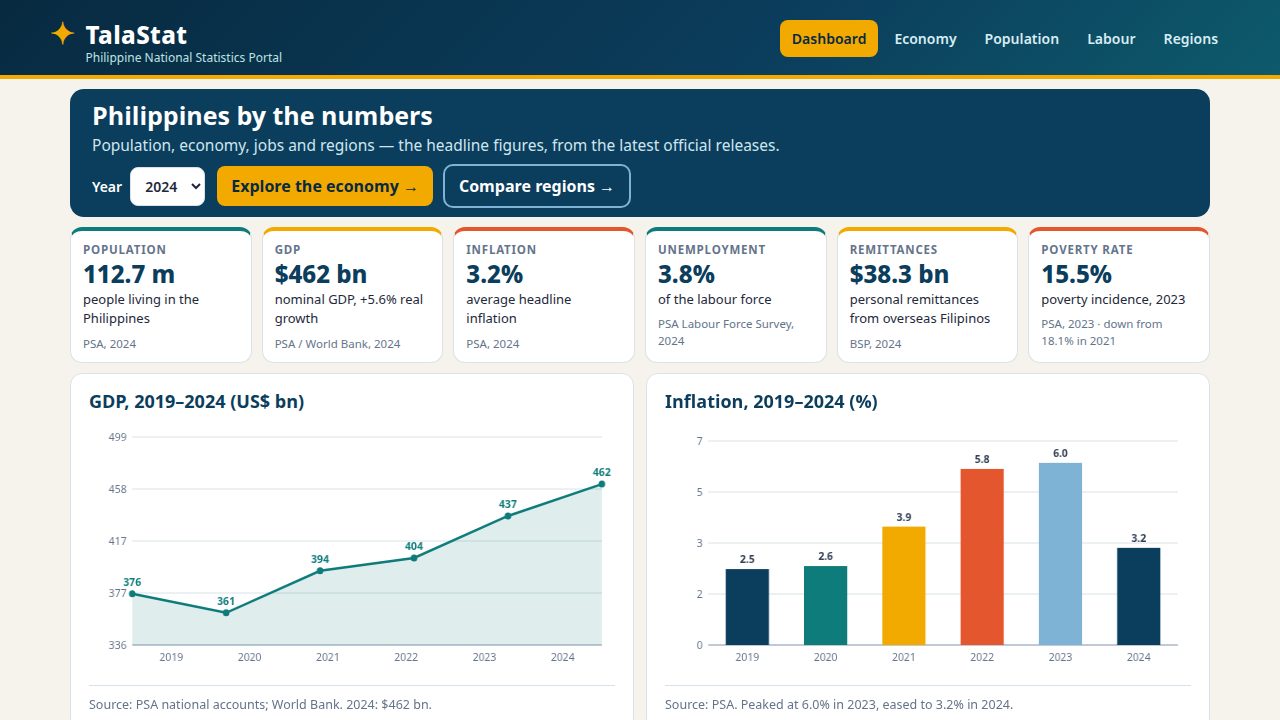 ✦ TalaStat
Philippine National Statistics Portal
Dashboard Economy Population Labour Regions
Philippines by the numbers
Population, economy, jobs and regions — the headline figures, from the latest official releases.
Year 2024 Explore the economy → Compare regions →
POPULATION
112.7 m
people living in the
Philippines
PSA, 2024
GDP
$462 bn
nominal GDP, +5.6% real
growth
PSA / World Bank, 2024
INFLATION
3.2%
average headline
inflation
PSA, 2024
UNEMPLOYMENT
3.8%
of the labour force
PSA Labour Force Survey,
2024
REMITTANCES
$38.3 bn
personal remittances
from overseas Filipinos
BSP, 2024
POVERTY RATE
15.5%
poverty incidence, 2023
PSA, 2023 · down from
18.1% in 2021
GDP, 2019–2024 (US$ bn)
499
458
417
377
336
376
361
394
404
437
462
2019 2020 2021 2022 2023 2024
Source: PSA national accounts; World Bank. 2024: $462 bn.
Inflation, 2019–2024 (%)
7
5
3
2
0
2.5
2.6
3.9
5.8
6.0
3.2
2019 2020 2021 2022 2023 2024
Source: PSA. Peaked at 6.0% in 2023, eased to 3.2% in 2024.